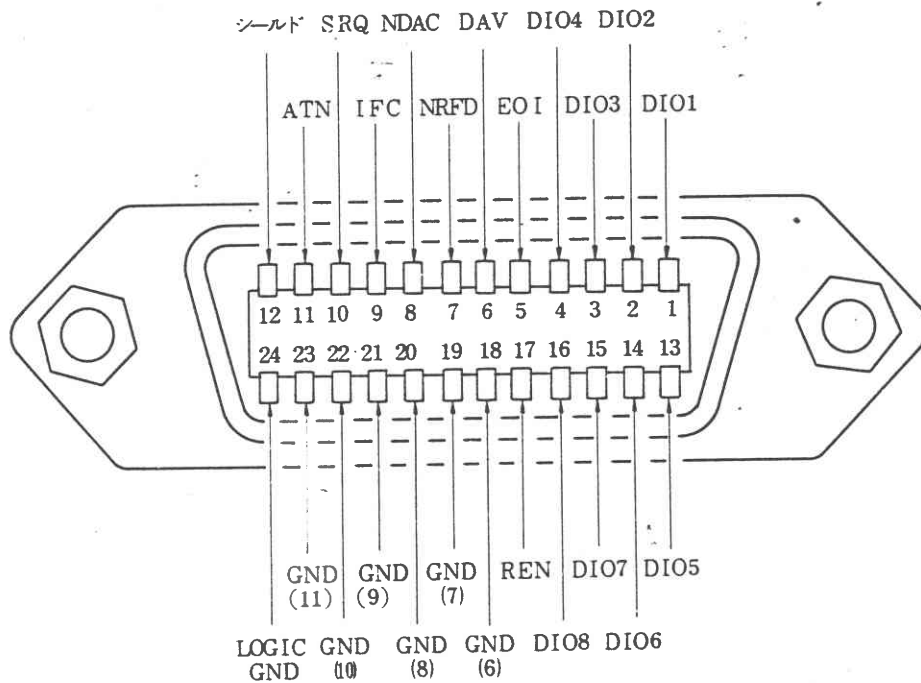 シールド SRQ NDAC DAV DIO4 DIO2
ATN IFC NRFD EOI DIO3 DIO1
12 11 10 9 8 7 6 5 4 3 2 1
24 23 22 21 20 19 18 17 16 15 14 13
GND GND GND REN DIO7 DIO5
(11) (9) (7)
LOGIC GND GND GND DIO8 DIO6
GND (10) (8) (6)